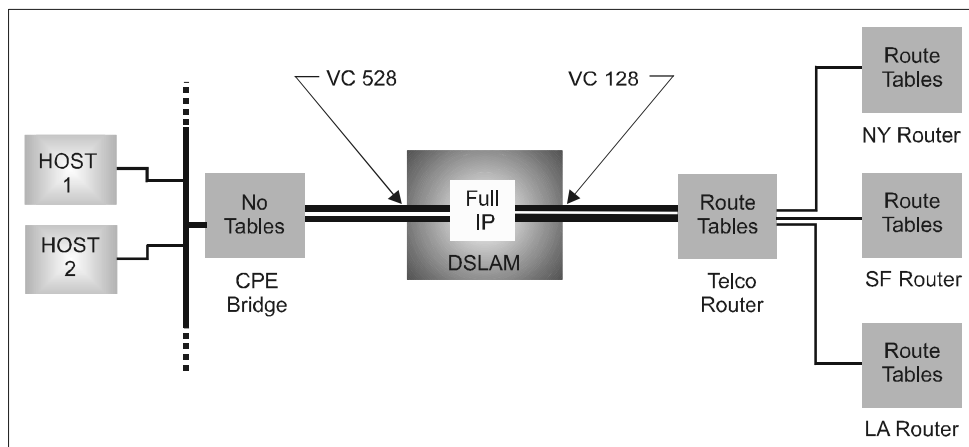 VC 528
VC 128
HOST
1
HOST
2
No
Tables
CPE
Bridge
Full
IP
DSLAM
Route
Tables
Telco
Router
Route
Tables
NY Router
Route
Tables
SF Router
Route
Tables
LA Router